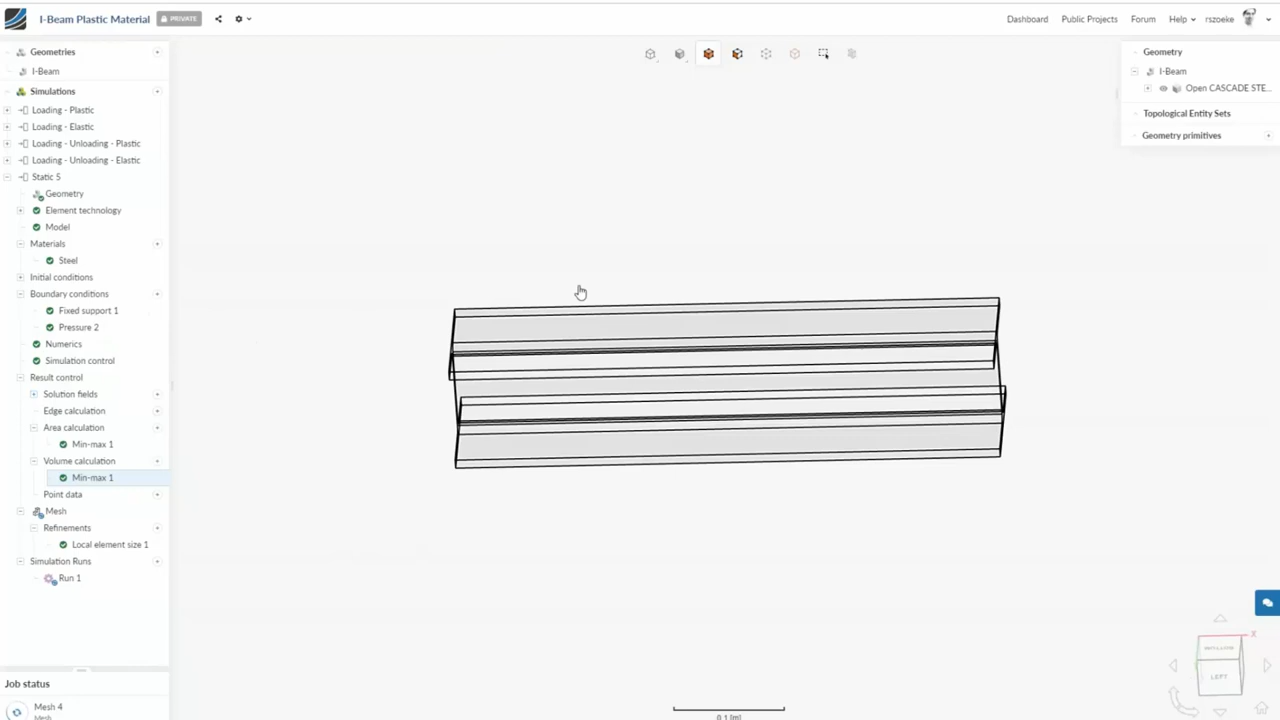 I-Beam Plastic Material
PRIVATE
Dashboard
Public Projects
Forum
Help
rszoeke
Geometries
I-Beam
Simulations
Loading - Plastic
Loading - Elastic
Loading - Unloading - Plastic
Loading - Unloading - Elastic
Static 5
Geometry
Element technology
Model
Materials
Steel
Initial conditions
Boundary conditions
Fixed support 1
Pressure 2
Numerics
Simulation control
Result control
Solution fields
Edge calculation
Area calculation
Min-max 1
Volume calculation
Min-max 1
Point data
Mesh
Refinements
Local element size 1
Simulation Runs
Run 1
Job status
Mesh 4
Mesh
Geometry
I-Beam
Open CASCADE STE...
Topological Entity Sets
Geometry primitives
0.1 [m]
X
LEFT